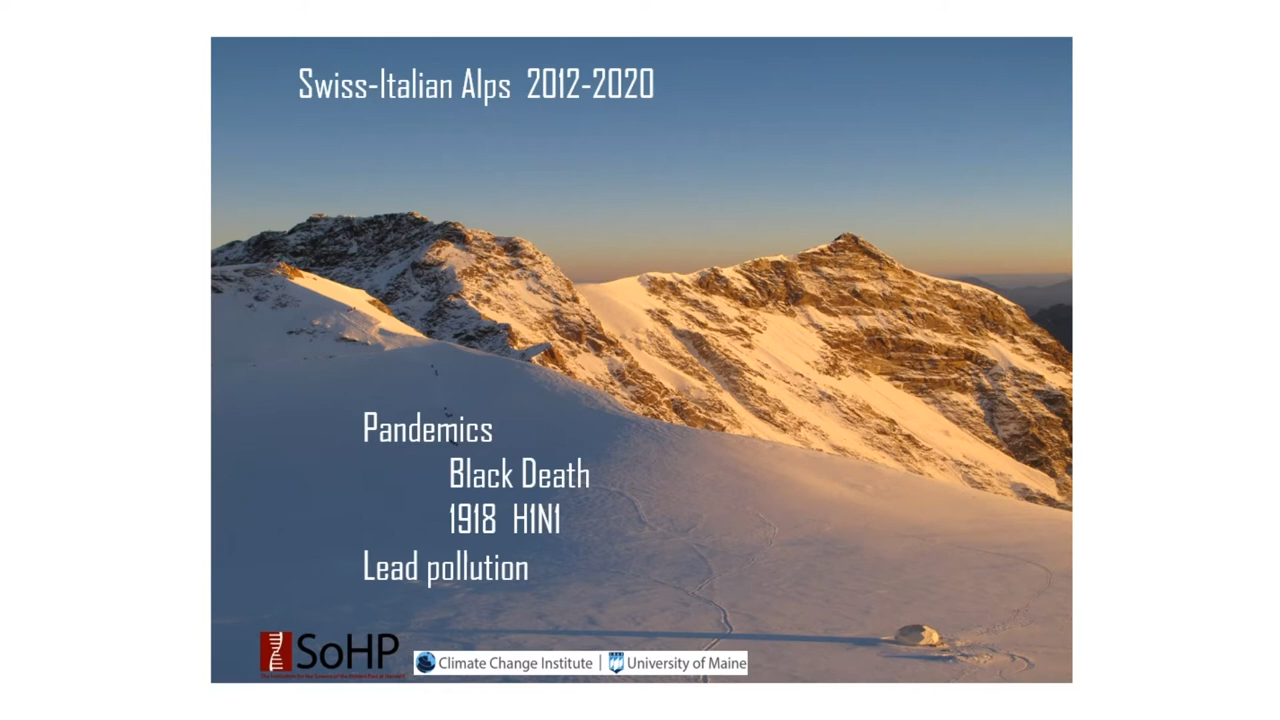 Swiss-Italian Alps 2012-2020
Pandemics
Black Death
1918 H1N1
Lead pollution
SoHP
Climate Change Institute | University of Maine